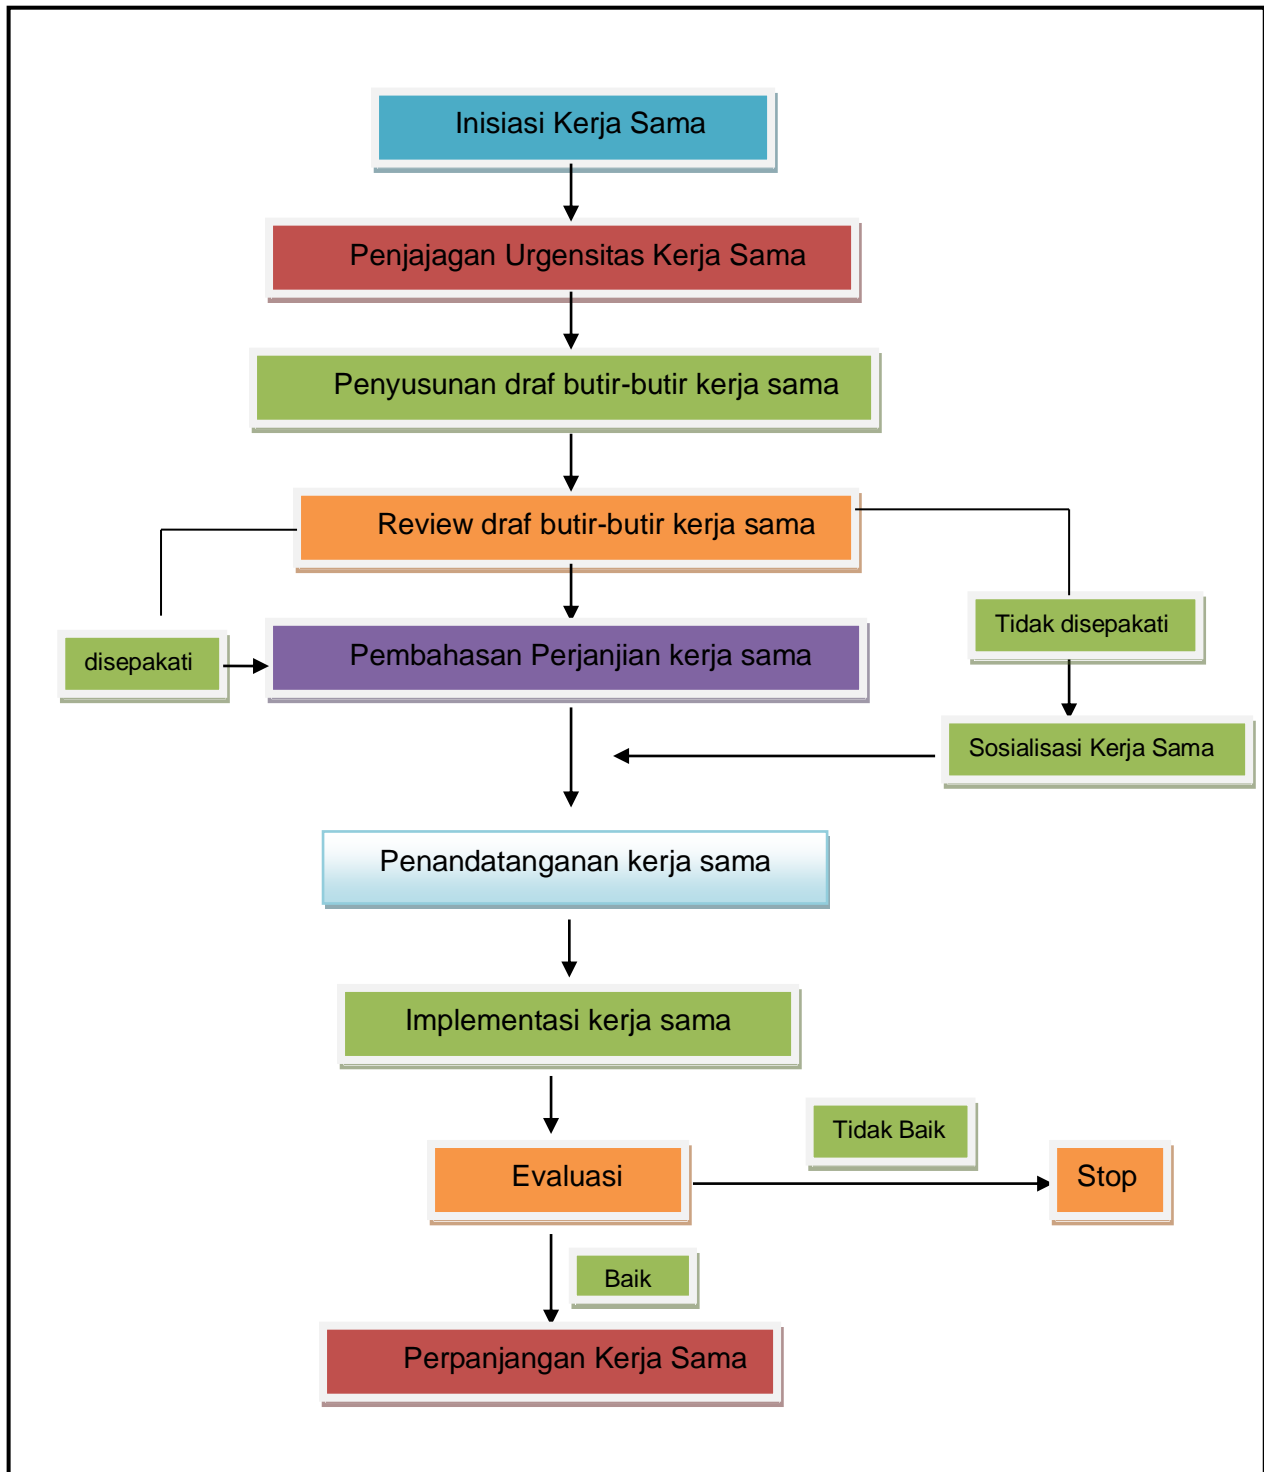 Inisiasi Kerja Sama
Penjajagan Urgensitas Kerja Sama
Penyusunan draf butir-butir kerja sama
Review draf butir-butir kerja sama
Tidak disepakati
disepakati
Pembahasan Perjanjian kerja sama
Sosialisasi Kerja Sama
Penandatanganan kerja sama
Implementasi kerja sama
Tidak Baik
Evaluasi
Stop
Baik
Perpanjangan Kerja Sama